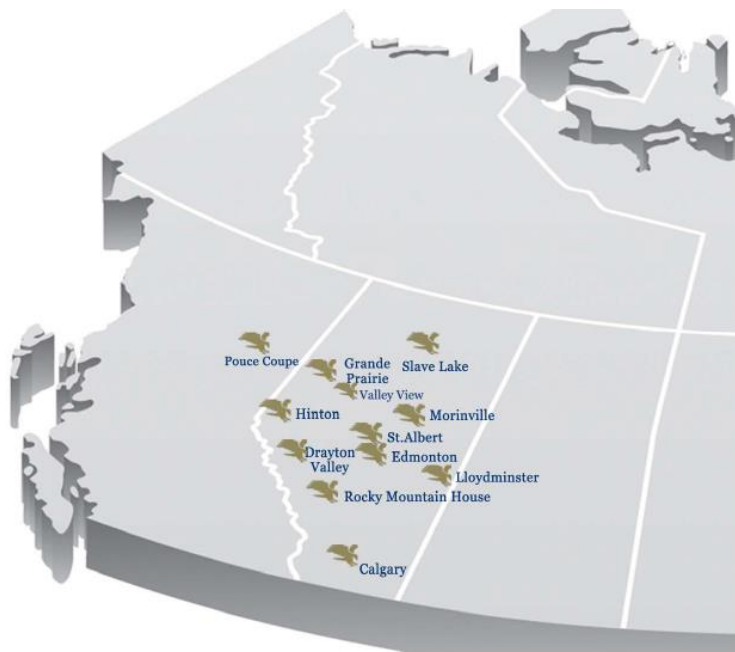 Pouce Coupe
Grande
Prairie
Slave Lake
Valley View
Hinton
Morinville
St.Albert
Drayton
Valley
Edmonton
Lloydminster
Rocky Mountain House
Calgary